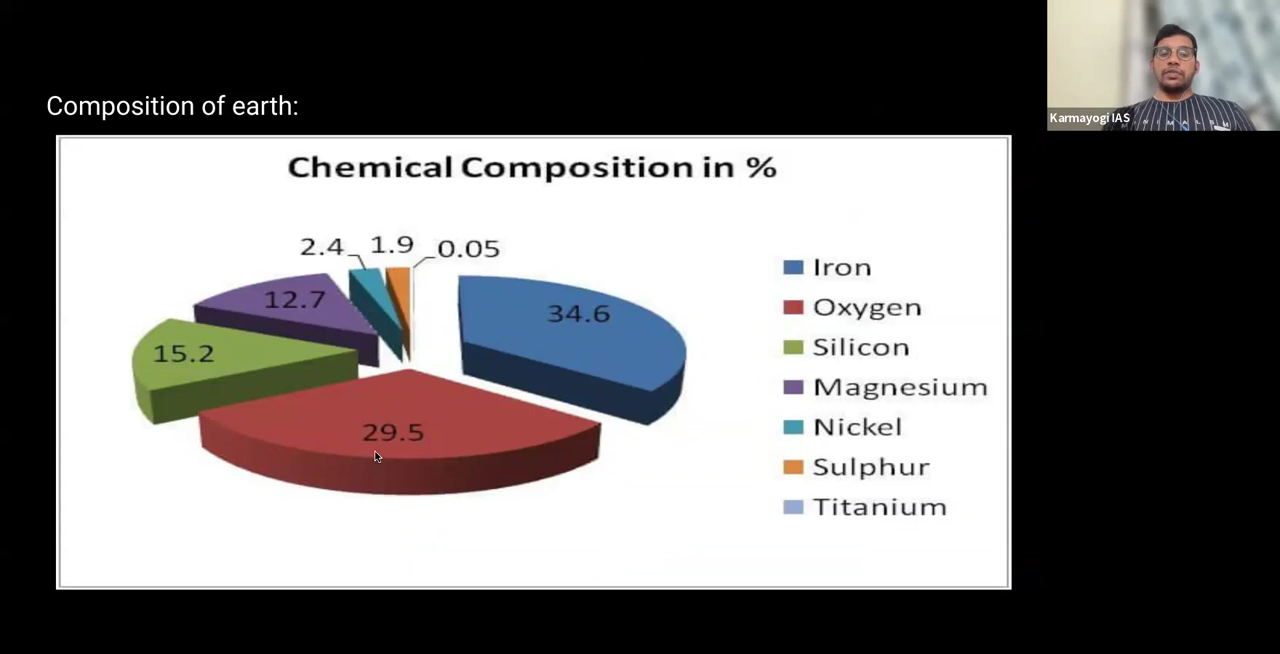 Karmayogi IAS
MINIMALSM
Composition of earth:
Chemical Composition in %
2.4
1.9
0.05
34.6
12.7
15.2
29.5
Iron
Oxygen
Silicon
Magnesium
Nickel
Sulphur
Titanium